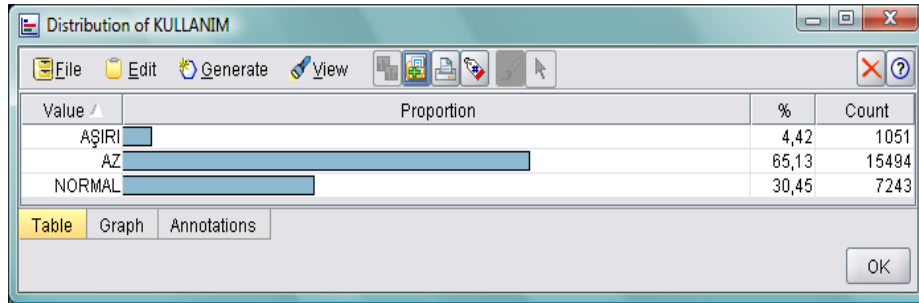 Distribution of KULLANIM
File Edit Generate View
Value Proportion % Count
AŞIRI 4,42 1051
AZ 65,13 15494
NORMAL 30,45 7243
Table Graph Annotations
OK